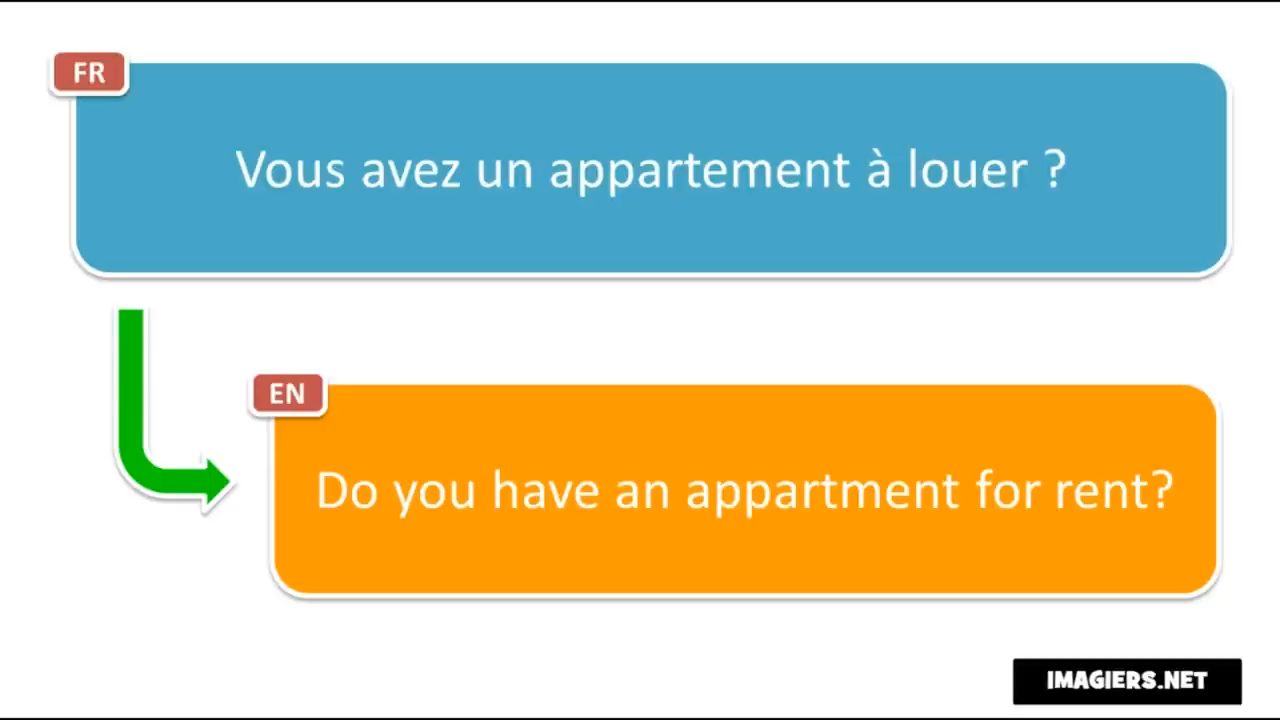 FR
Vous avez un appartement à louer ?
EN
Do you have an appartment for rent?
IMAGIERS.NET